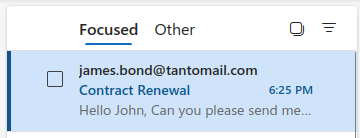 Focused Other
james.bond@tantomail.com
Contract Renewal 6:25 PM
Hello John, Can you please send me...